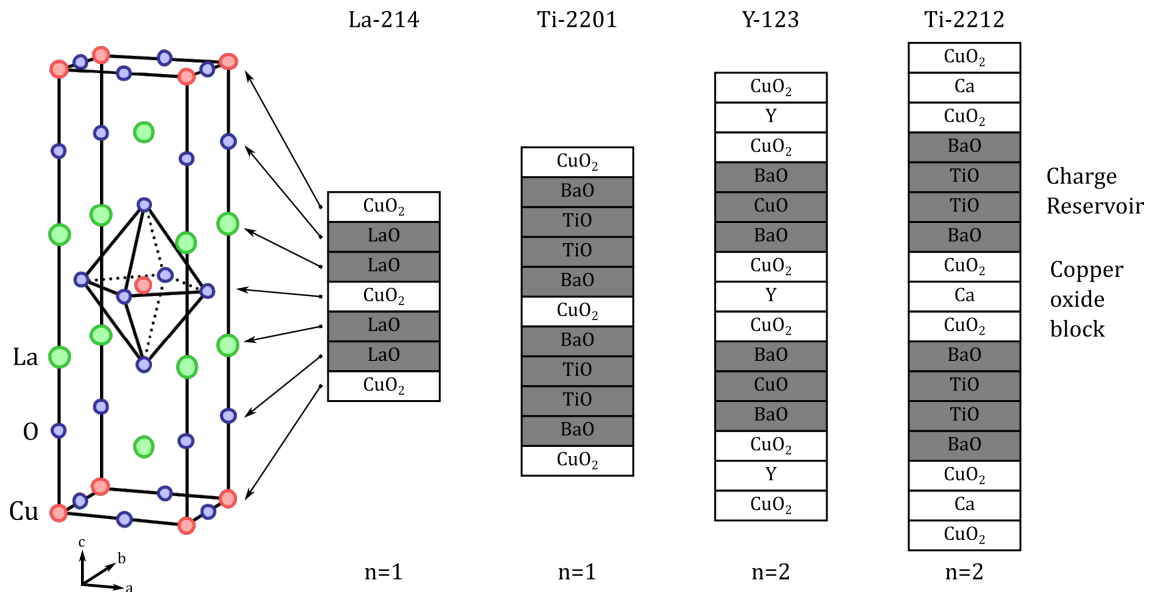 La-214
Ti-2201
Y-123
Ti-2212
La
O
Cu
c
b
a
CuO₂
LaO
LaO
CuO₂
LaO
LaO
CuO₂
n=1
CuO₂
BaO
TiO
TiO
BaO
CuO₂
BaO
TiO
TiO
BaO
CuO₂
n=1
CuO₂
Y
CuO₂
BaO
CuO
BaO
CuO₂
Y
CuO₂
BaO
CuO
BaO
CuO₂
Y
CuO₂
n=2
CuO₂
Ca
CuO₂
BaO
TiO
TiO
BaO
CuO₂
Ca
CuO₂
BaO
TiO
TiO
BaO
CuO₂
Ca
CuO₂
n=2
Charge
Reservoir
Copper
oxide
block